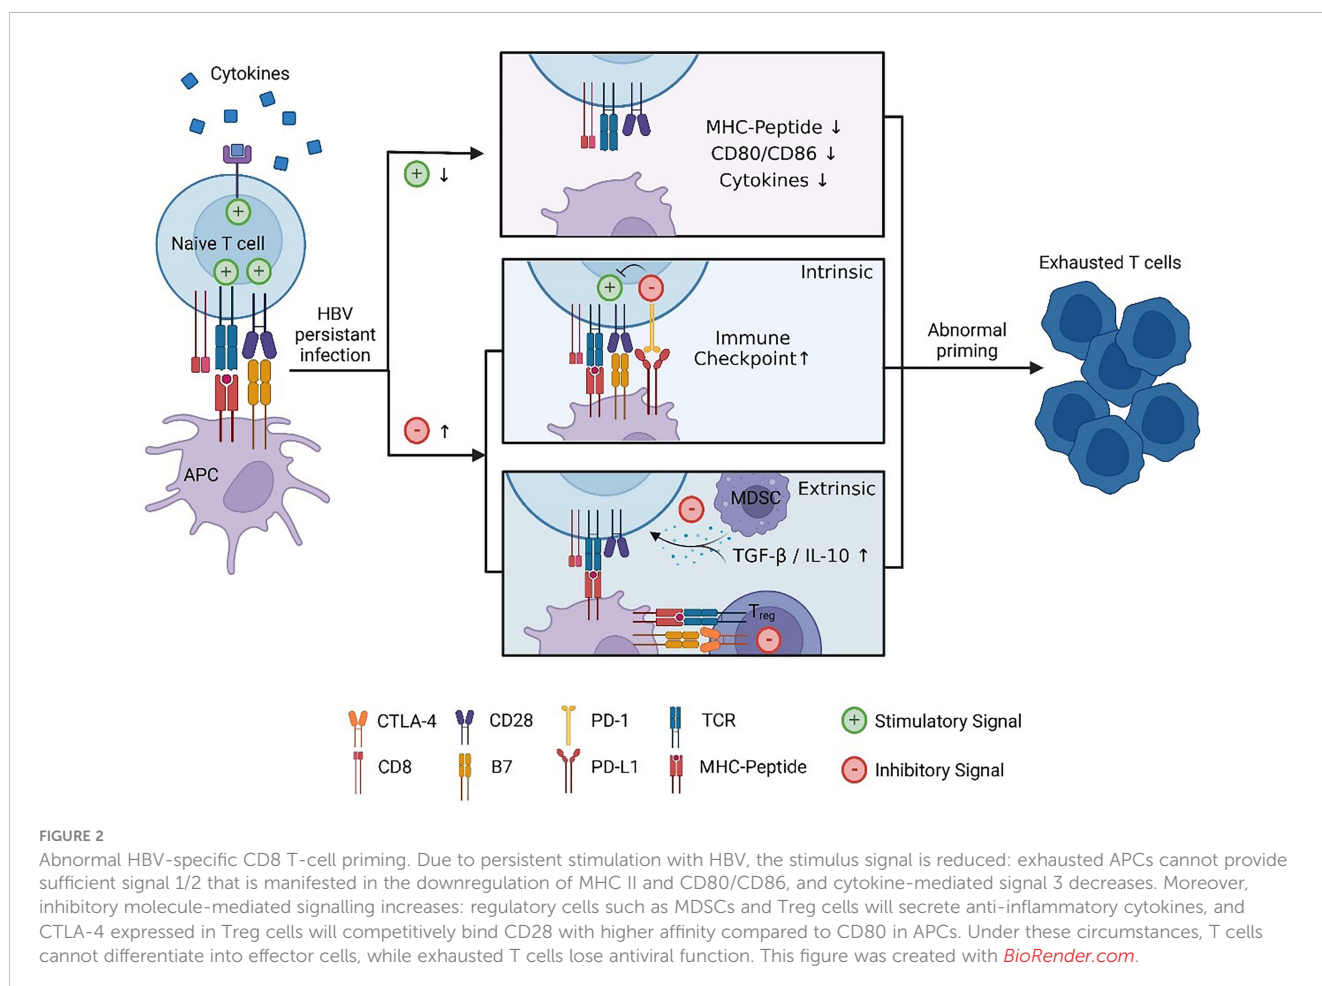 Cytokines
Naive T cell
APC
HBV
persistant
infection
+ ↓
- ↑
MHC-Peptide ↓
CD80/CD86 ↓
Cytokines ↓
Intrinsic
Immune
Checkpoint↑
Extrinsic
MDSC
TGF-β / IL-10 ↑
Treg
Abnormal
priming
Exhausted T cells
CTLA-4
CD28
PD-1
TCR
+ Stimulatory Signal
CD8
B7
PD-L1
MHC-Peptide
- Inhibitory Signal
FIGURE 2
Abnormal HBV-specific CD8 T-cell priming. Due to persistent stimulation with HBV, the stimulus signal is reduced: exhausted APCs cannot provide
sufficient signal 1/2 that is manifested in the downregulation of MHC II and CD80/CD86, and cytokine-mediated signal 3 decreases. Moreover,
inhibitory molecule-mediated signalling increases: regulatory cells such as MDSCs and Treg cells will secrete anti-inflammatory cytokines, and
CTLA-4 expressed in Treg cells will competitively bind CD28 with higher affinity compared to CD80 in APCs. Under these circumstances, T cells
cannot differentiate into effector cells, while exhausted T cells lose antiviral function. This figure was created with BioRender.com.